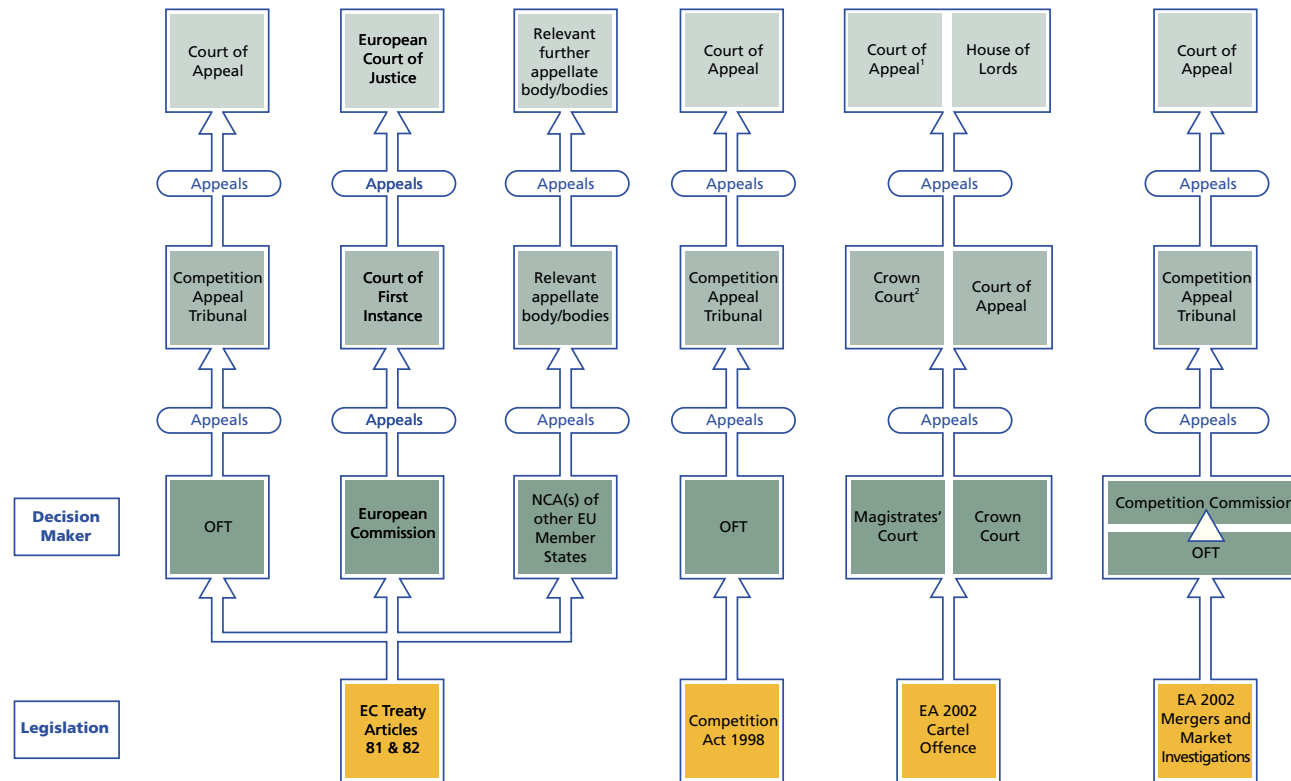 Court of
Appeal
European
Court of
Justice
Relevant
further
appellate
body/bodies
Court of
Appeal
Court of
Appeal¹
House of
Lords
Court of
Appeal
Appeals
Appeals
Appeals
Appeals
Appeals
Appeals
Competition
Appeal
Tribunal
Court of
First
Instance
Relevant
appellate
body/bodies
Competition
Appeal
Tribunal
Crown
Court²
Court of
Appeal
Competition
Appeal
Tribunal
Appeals
Appeals
Appeals
Appeals
Appeals
Appeals
Decision
Maker
OFT
European
Commission
NCA(s) of
other EU
Member
States
OFT
Magistrates’
Court
Crown
Court
Competition Commission
OFT
Legislation
EC Treaty
Articles
81 & 82
Competition
Act 1998
EA 2002
Cartel
Offence
EA 2002
Mergers and
Market
Investigations